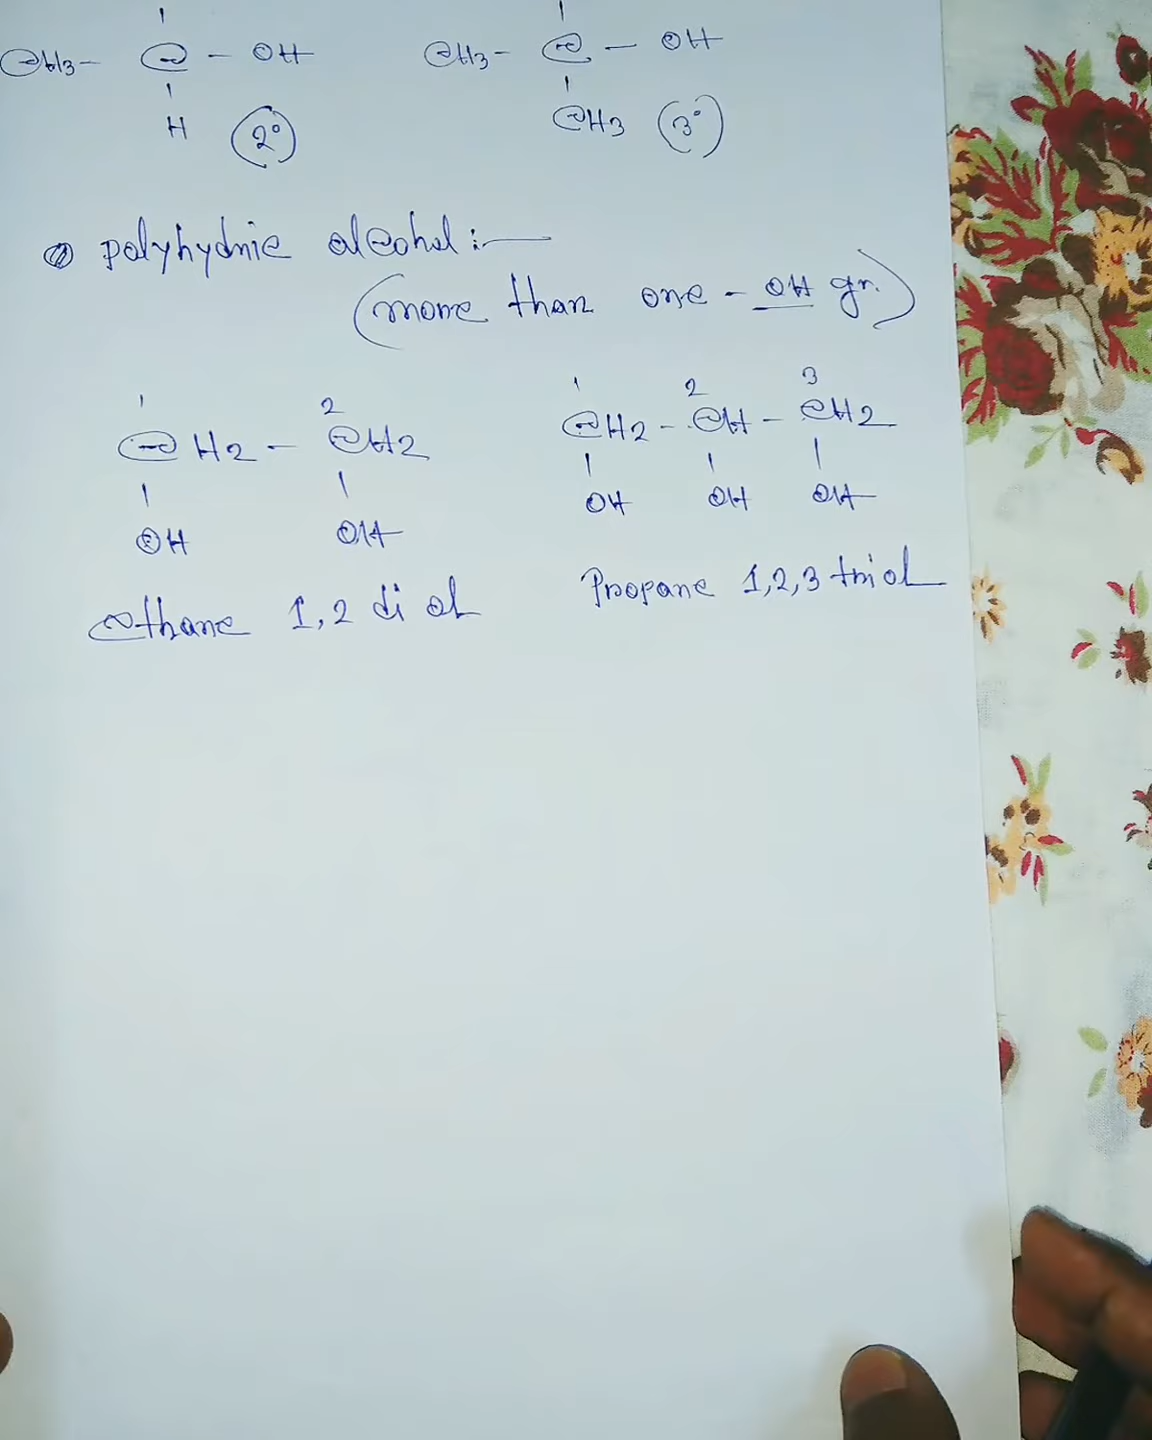 CH3 - C - OH CH3 - C - OH
H (2°) CH3 (3°)
polyhydric alcohol :-
(more than one - OH gr.)
1 2 1 2 3
CH2 - CH2 CH2 - CH - CH2
OH OH OH OH OH
ethane 1,2 di ol Propane 1,2,3 triol